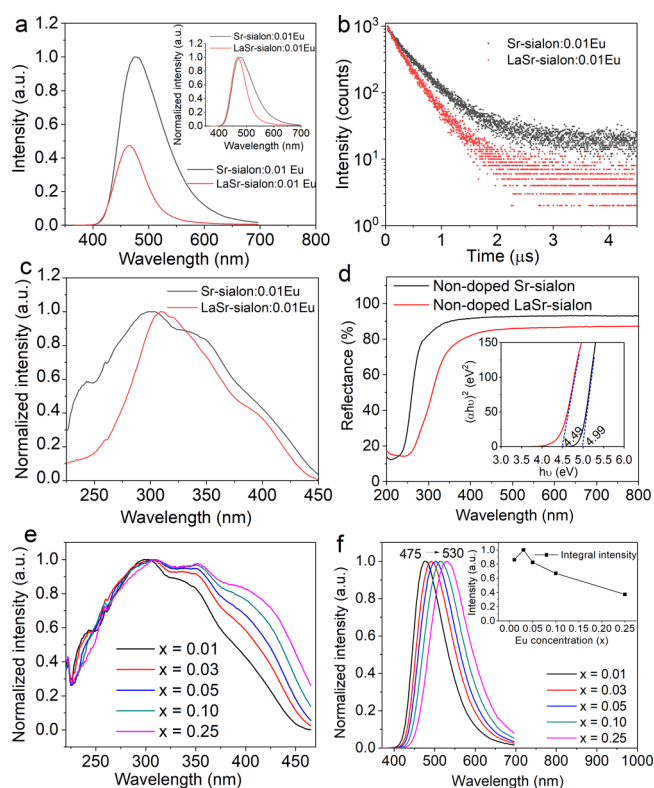 a
Intensity (a.u.)
1.0
0.8
0.6
0.4
0.2
0.0
400 500 600 700 800
Wavelength (nm)
Sr-sialon:0.01Eu
LaSr-sialon:0.01Eu
Normalized intensity (a.u.)
1.0
0.8
0.6
0.4
0.2
0.0
400 500 600 700
Wavelength (nm)
Sr-sialon:0.01 Eu
LaSr-sialon:0.01 Eu
b
Intensity (counts)
10³
10²
10¹
10⁰
0 1 2 3 4
Time (μs)
Sr-sialon:0.01Eu
LaSr-sialon:0.01Eu
c
Normalized intensity (a.u.)
1.0
0.8
0.6
0.4
0.2
0.0
250 300 350 400 450
Wavelength (nm)
Sr-sialon:0.01Eu
LaSr-sialon:0.01Eu
d
Reflectance (%)
100
80
60
40
20
0
200 300 400 500 600 700 800
Wavelength (nm)
Non-doped Sr-sialon
Non-doped LaSr-sialon
(αhυ)² (eV²)
150
100
50
0
3.0 3.5 4.0 4.5 5.0 5.5 6.0
hυ (eV)
4.49
4.99
e
Normalized intensity (a.u.)
1.0
0.8
0.6
0.4
0.2
0.0
250 300 350 400 450
Wavelength (nm)
x = 0.01
x = 0.03
x = 0.05
x = 0.10
x = 0.25
f
Normalized intensity (a.u.)
1.0
0.8
0.6
0.4
0.2
0.0
400 500 600 700 800 900 1000
Wavelength (nm)
475 → 530
Intensity (a.u.)
1.0
0.8
0.6
0.4
0.2
0.0
0.00 0.05 0.10 0.15 0.20 0.25
Eu concentration (x)
Integral intensity
x = 0.01
x = 0.03
x = 0.05
x = 0.10
x = 0.25